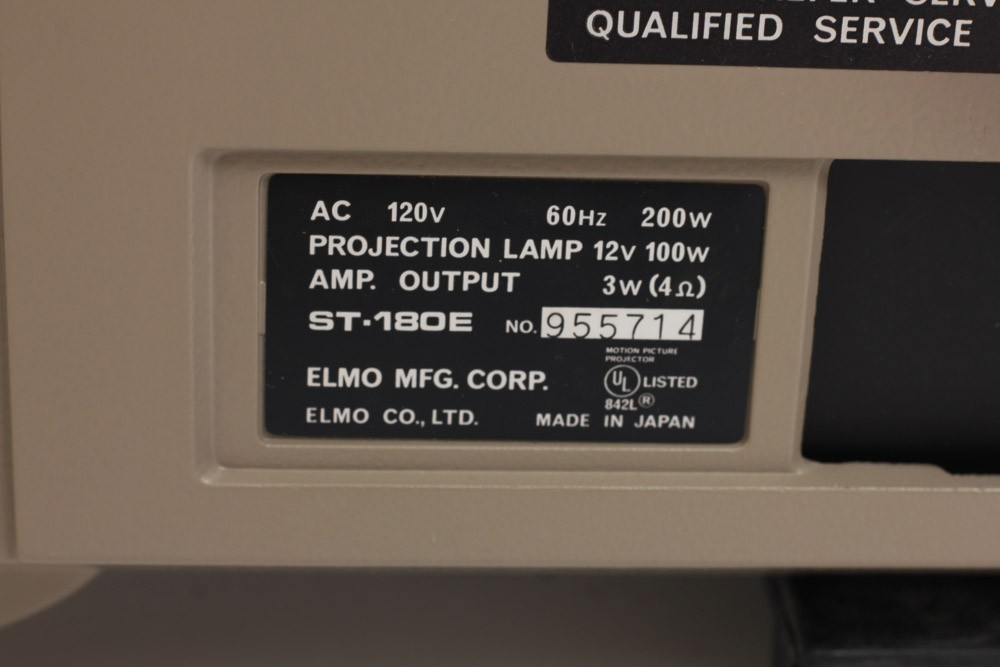 QUALIFIED SERVICE
AC 120V 60Hz 200W
PROJECTION LAMP 12V 100W
AMP. OUTPUT 3W (4Ω)
ST·180E NO. 955714
MOTION PICTURE
PROJECTOR
ELMO MFG. CORP. UL LISTED
842L ®
ELMO CO., LTD. MADE IN JAPAN